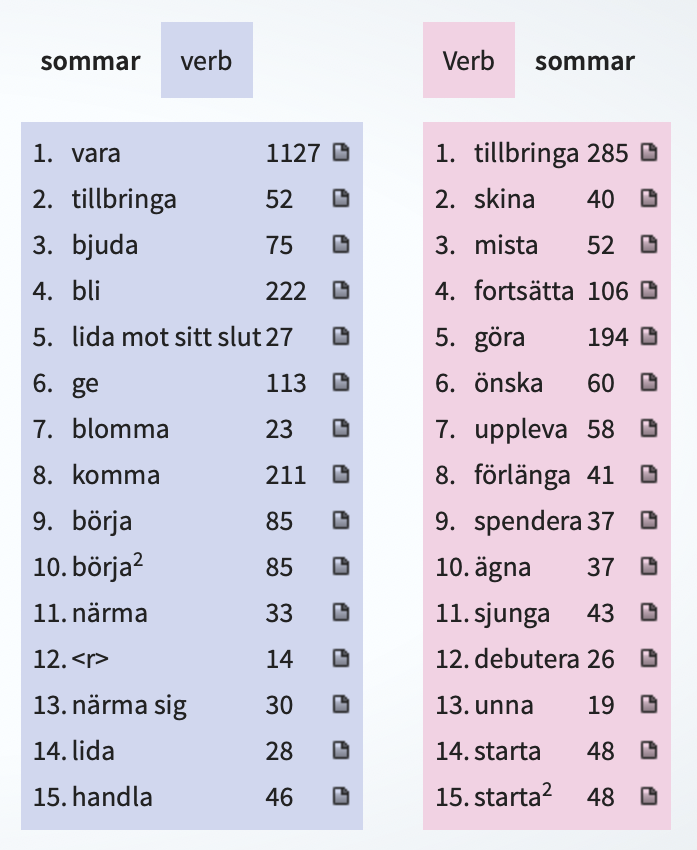 sommar verb
1. vara 1127
2. tillbringa 52
3. bjuda 75
4. bli 222
5. lida mot sitt slut 27
6. ge 113
7. blomma 23
8. komma 211
9. börja 85
10. börja² 85
11. närma 33
12. <r> 14
13. närma sig 30
14. lida 28
15. handla 46
Verb sommar
1. tillbringa 285
2. skina 40
3. mista 52
4. fortsätta 106
5. göra 194
6. önska 60
7. uppleva 58
8. förlänga 41
9. spendera 37
10. ägna 37
11. sjunga 43
12. debutera 26
13. unna 19
14. starta 48
15. starta² 48